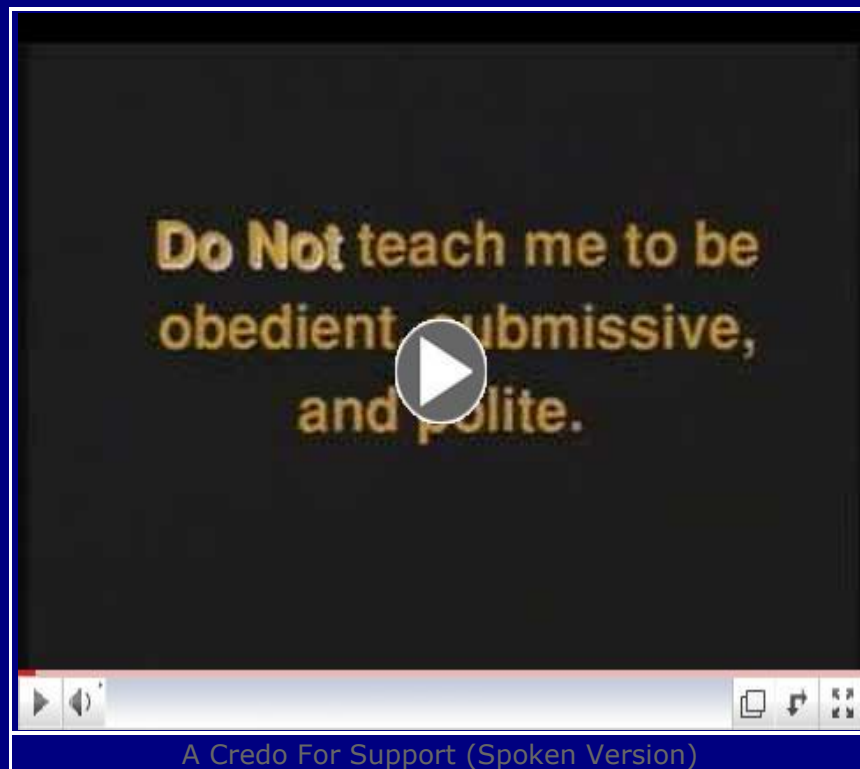 Do Not teach me to be
obedient, submissive,
and polite.
A Credo For Support (Spoken Version)